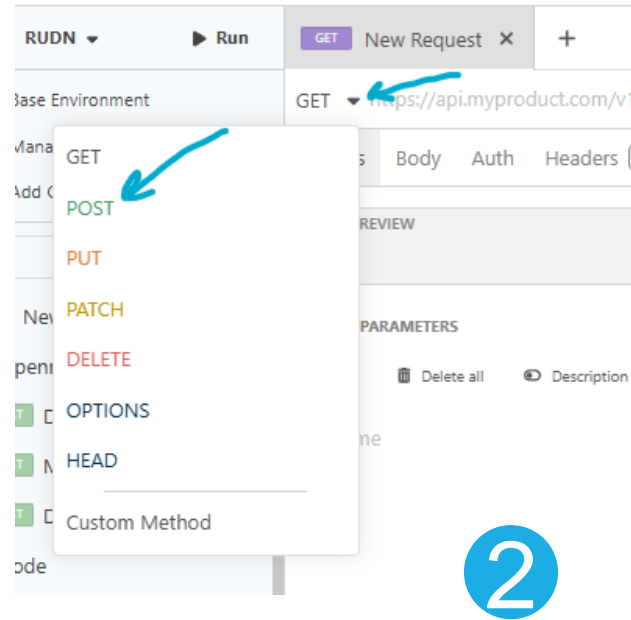 RUDN Run GET New Request × +
Base Environment GET https://api.myproduct.com/v1
GET Body Auth Headers
POST
PREVIEW
PUT
PATCH PARAMETERS
DELETE Delete all Description
OPTIONS
HEAD
Custom Method
2